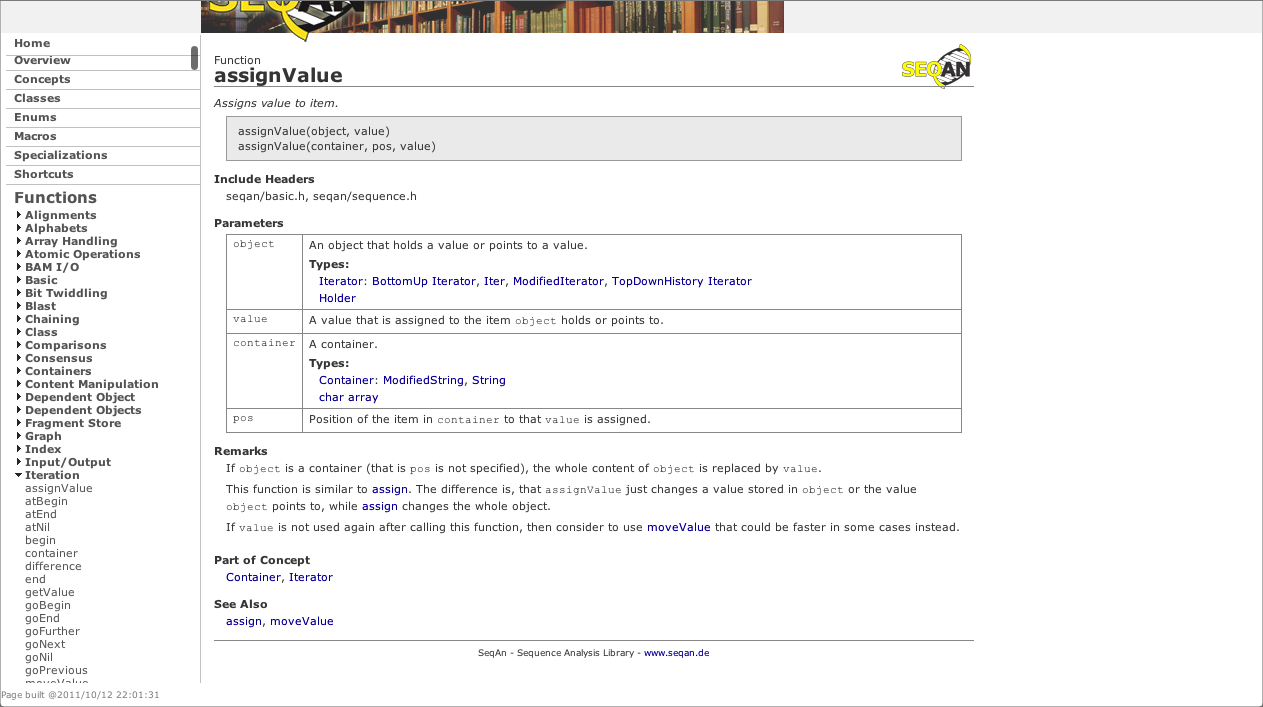 SEQAN
Home
Overview
Concepts
Classes
Enums
Macros
Specializations
Shortcuts
Functions
Alignments
Alphabets
Array Handling
Atomic Operations
BAM I/O
Basic
Bit Twiddling
Blast
Chaining
Class
Comparisons
Consensus
Containers
Content Manipulation
Dependent Object
Dependent Objects
Fragment Store
Graph
Index
Input/Output
Iteration
assignValue
atBegin
atEnd
atNil
begin
container
difference
end
getValue
goBegin
goEnd
goFurther
goNext
goNil
goPrevious
moveValue
Page built @2011/10/12 22:01:31
Function
assignValue
SEQAN
Assigns value to item.
assignValue(object, value)
assignValue(container, pos, value)
Include Headers
seqan/basic.h, seqan/sequence.h
Parameters
object An object that holds a value or points to a value.
Types:
Iterator: BottomUp Iterator, Iter, ModifiedIterator, TopDownHistory Iterator
Holder
value A value that is assigned to the item object holds or points to.
container A container.
Types:
Container: ModifiedString, String
char array
pos Position of the item in container to that value is assigned.
Remarks
If object is a container (that is pos is not specified), the whole content of object is replaced by value.
This function is similar to assign. The difference is, that assignValue just changes a value stored in object or the value
object points to, while assign changes the whole object.
If value is not used again after calling this function, then consider to use moveValue that could be faster in some cases instead.
Part of Concept
Container, Iterator
See Also
assign, moveValue
SeqAn - Sequence Analysis Library - www.seqan.de